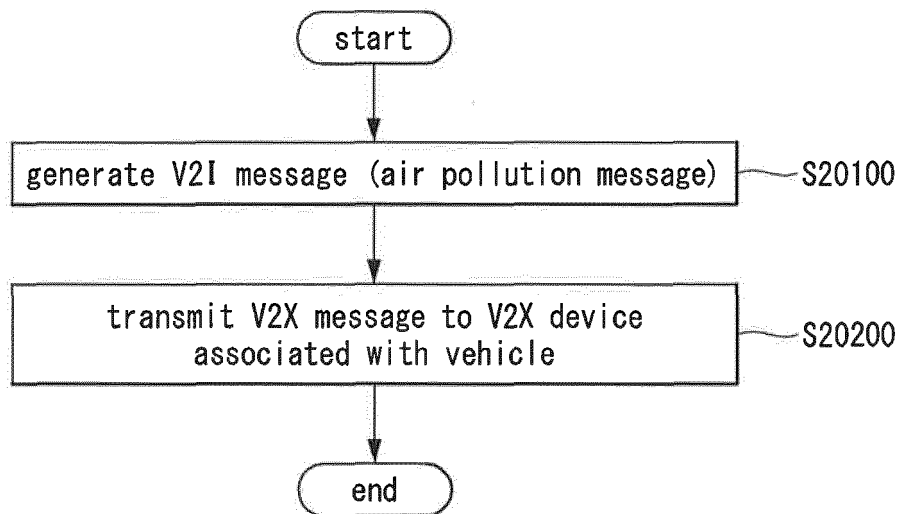 start
generate V2I message (air pollution message)
S20100
transmit V2X message to V2X device
associated with vehicle
S20200
end